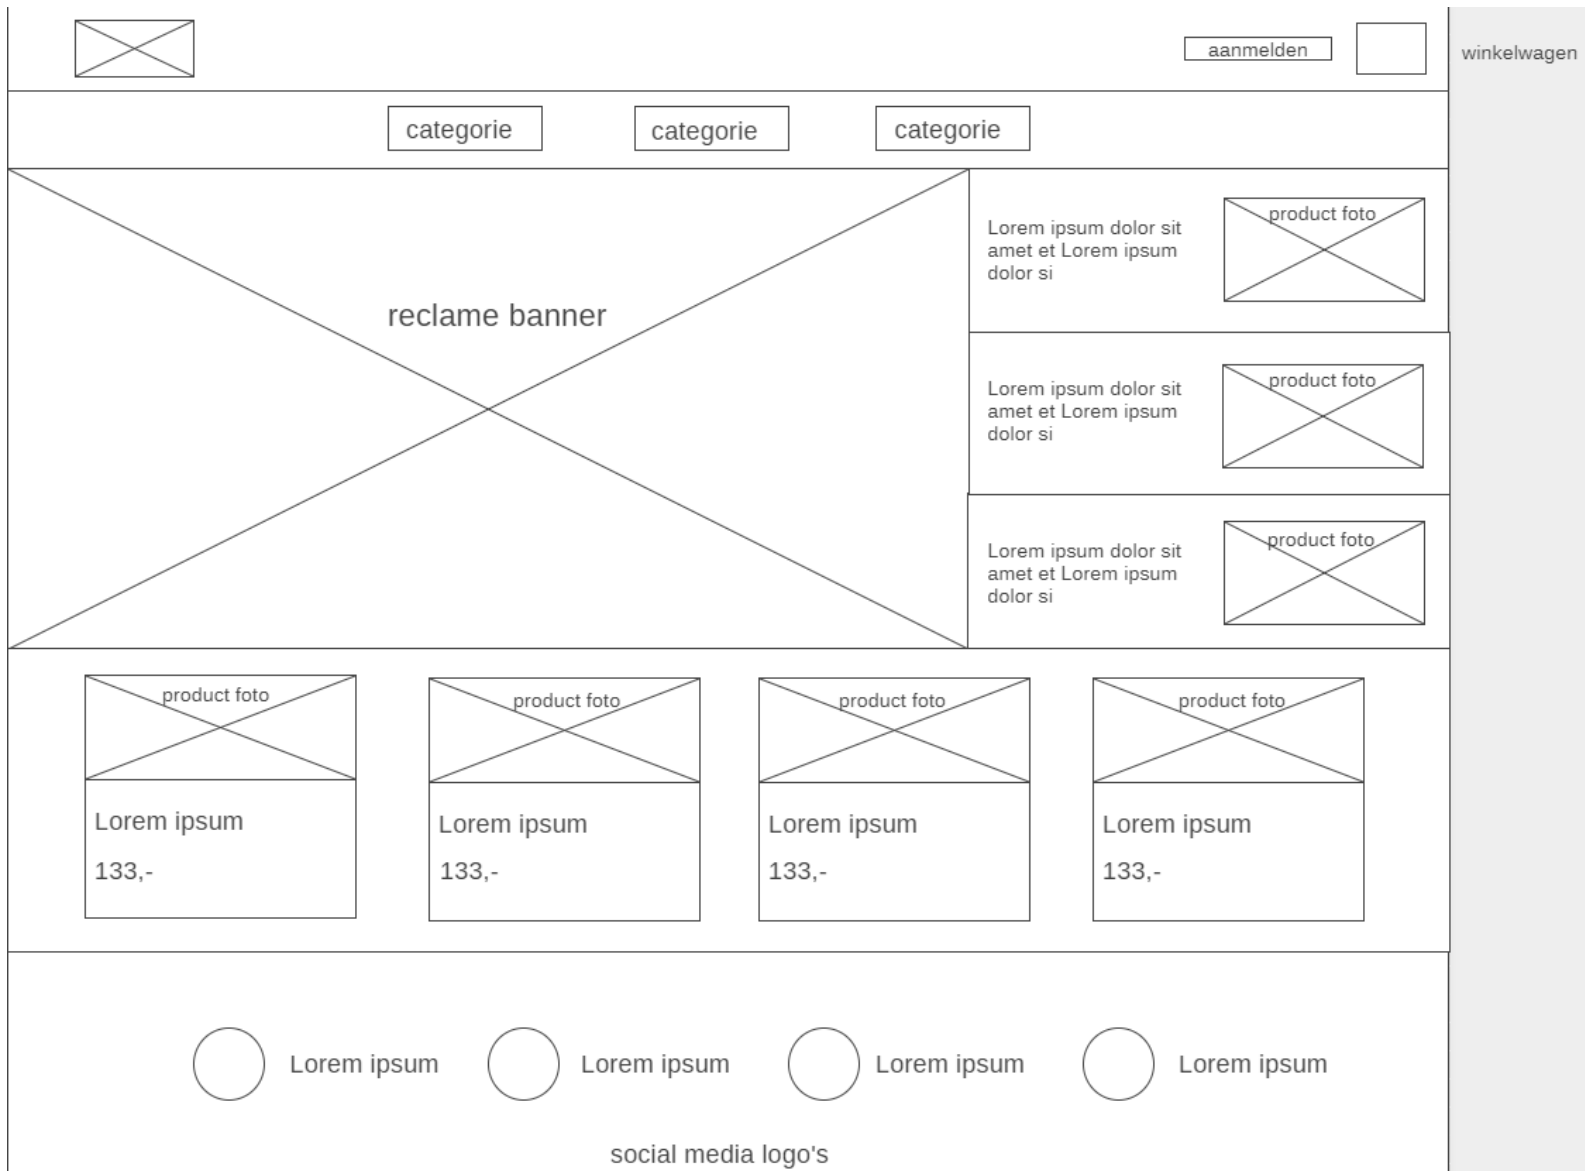 aanmelden
winkelwagen
categorie
categorie
categorie
reclame banner
Lorem ipsum dolor sit
amet et Lorem ipsum
dolor si
product foto
Lorem ipsum dolor sit
amet et Lorem ipsum
dolor si
product foto
Lorem ipsum dolor sit
amet et Lorem ipsum
dolor si
product foto
product foto
Lorem ipsum
133,-
product foto
Lorem ipsum
133,-
product foto
Lorem ipsum
133,-
product foto
Lorem ipsum
133,-
Lorem ipsum
Lorem ipsum
Lorem ipsum
Lorem ipsum
social media logo's